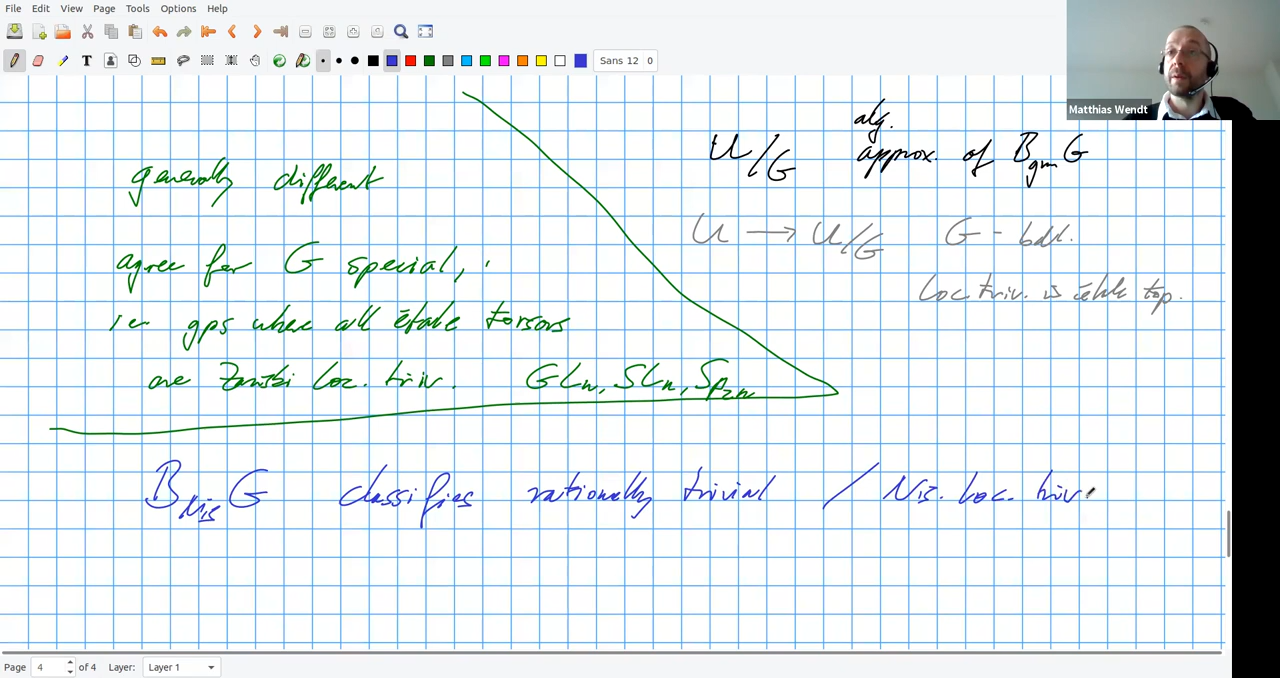 File Edit View Page Tools Options Help
Sans 12 0
Matthias Wendt
alg.
U/G approx. of B_gm G
generally different
U → U/G G - bdl.
agree for G special,
loc. triv. is étale top.
i.e. gps where all étale torsors
are Zariski loc. triv. GLn, SLn, Sp2n
B_Nis G classifies rationally trivial / Nis. loc. triv.
Page 4 of 4 Layer: Layer 1